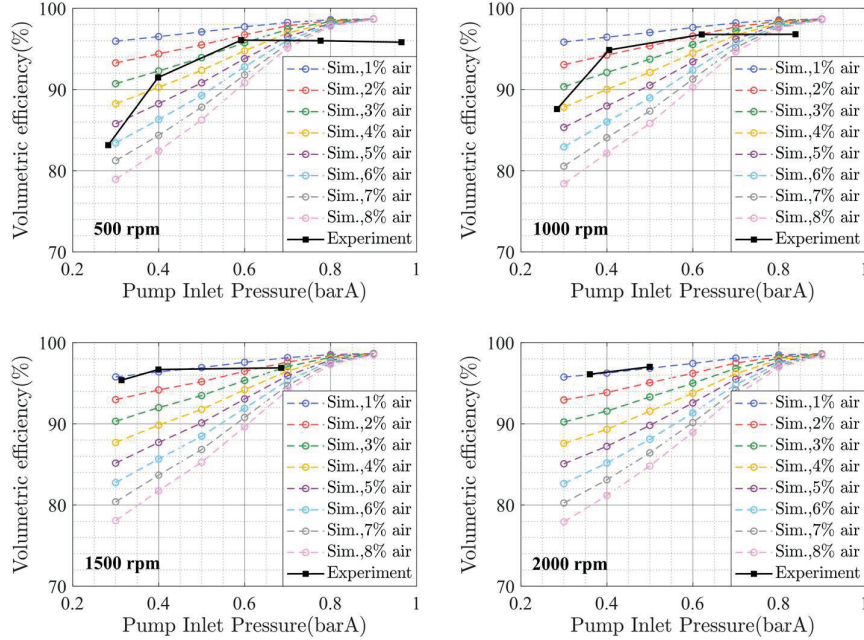 100
90
80
70
Volumetric efficiency(%)
0.2 0.4 0.6 0.8 1
Pump Inlet Pressure(barA)
500 rpm
Sim.,1% air
Sim.,2% air
Sim.,3% air
Sim.,4% air
Sim.,5% air
Sim.,6% air
Sim.,7% air
Sim.,8% air
Experiment
100
90
80
70
Volumetric efficiency(%)
0.2 0.4 0.6 0.8 1
Pump Inlet Pressure(barA)
1000 rpm
Sim.,1% air
Sim.,2% air
Sim.,3% air
Sim.,4% air
Sim.,5% air
Sim.,6% air
Sim.,7% air
Sim.,8% air
Experiment
100
90
80
70
Volumetric efficiency(%)
0.2 0.4 0.6 0.8 1
Pump Inlet Pressure(barA)
1500 rpm
Sim.,1% air
Sim.,2% air
Sim.,3% air
Sim.,4% air
Sim.,5% air
Sim.,6% air
Sim.,7% air
Sim.,8% air
Experiment
100
90
80
70
Volumetric efficiency(%)
0.2 0.4 0.6 0.8 1
Pump Inlet Pressure(barA)
2000 rpm
Sim.,1% air
Sim.,2% air
Sim.,3% air
Sim.,4% air
Sim.,5% air
Sim.,6% air
Sim.,7% air
Sim.,8% air
Experiment